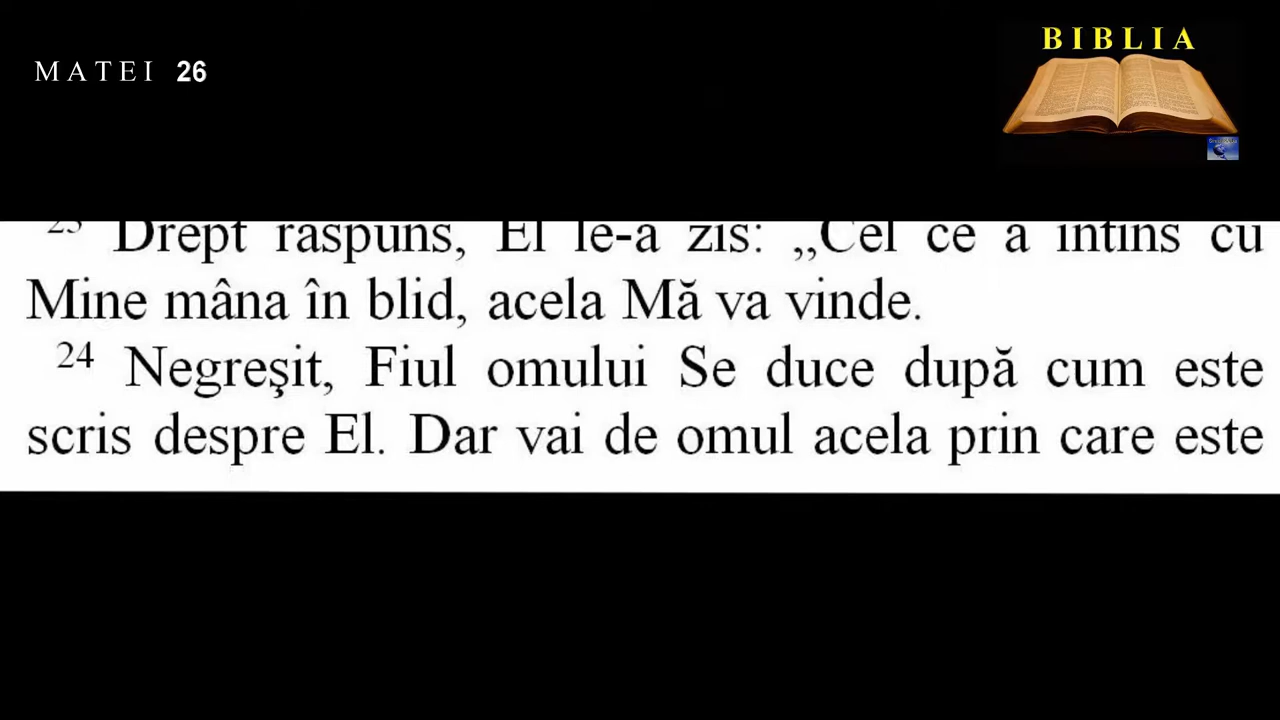 BIBLIA
MATEI 26
23 Drept răspuns, El le-a zis: „Cel ce a întins cu
Mine mâna în blid, acela Mă va vinde.
24 Negreşit, Fiul omului Se duce după cum este
scris despre El. Dar vai de omul acela prin care este